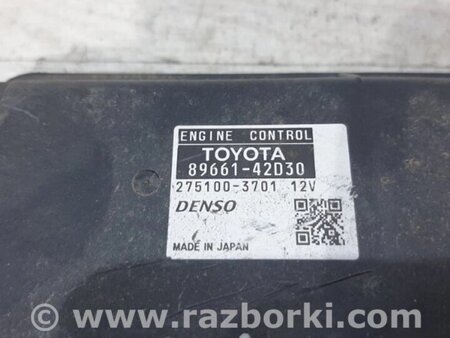 ENGINE CONTROL
TOYOTA
89661-42D30
275100-3701 12V
DENSO
MADE IN JAPAN
www.razborki.com